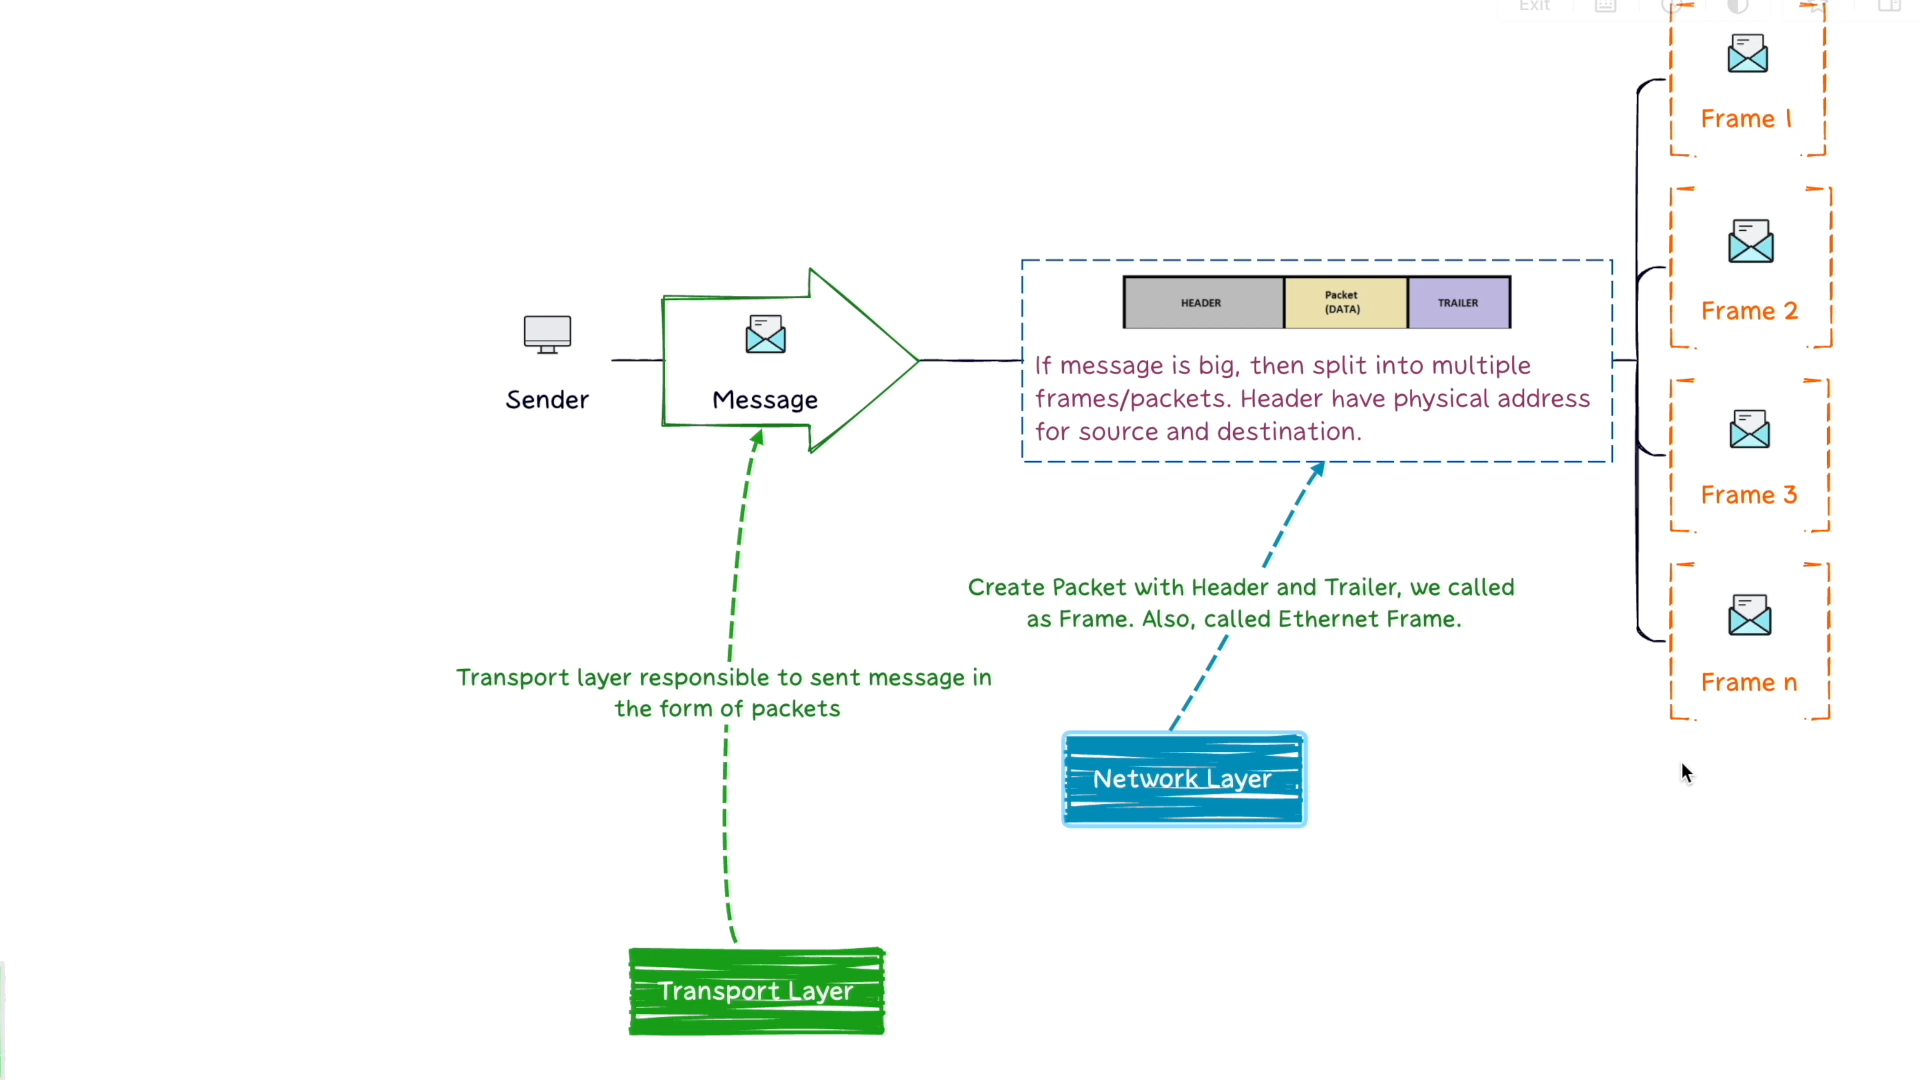 Exit
Frame 1
Frame 2
HEADER
Packet
(DATA)
TRAILER
If message is big, then split into multiple
frames/packets. Header have physical address
for source and destination.
Sender
Message
Frame 3
Create Packet with Header and Trailer, we called
as Frame. Also, called Ethernet Frame.
Transport layer responsible to sent message in
the form of packets
Frame n
Network Layer
Transport Layer